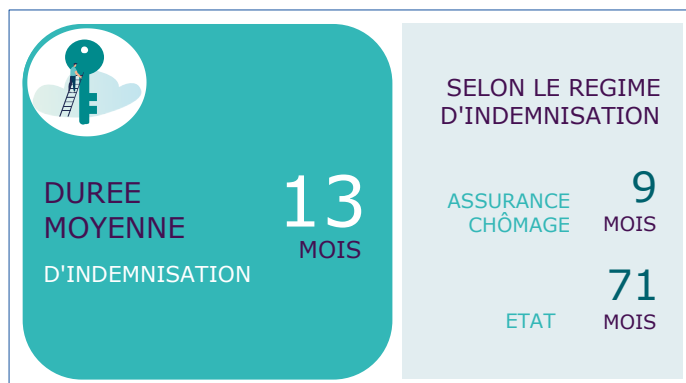 DUREE
MOYENNE
D'INDEMNISATION
13
MOIS
SELON LE REGIME
D'INDEMNISATION
ASSURANCE
CHÔMAGE
9
MOIS
ETAT
71
MOIS